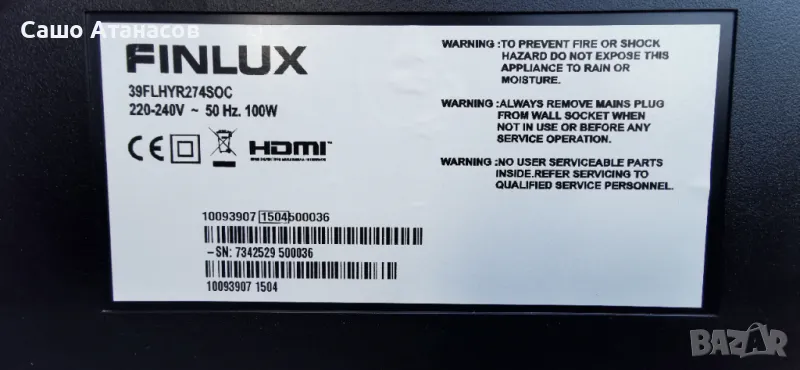 Сашо Атанасов
FINLUX
39FLHYR274SOC
220-240V ~ 50 Hz. 100W
CE
HDMI
WARNING :TO PREVENT FIRE OR SHOCK
HAZARD DO NOT EXPOSE THIS
APPLIANCE TO RAIN OR
MOISTURE.
WARNING :ALWAYS REMOVE MAINS PLUG
FROM WALL SOCKET WHEN
NOT IN USE OR BEFORE ANY
SERVICE OPERATION.
WARNING :NO USER SERVICEABLE PARTS
INSIDE.REFER SERVICING TO
QUALIFIED SERVICE PERSONNEL.
10093907 1504 500036
-SN: 7342529 500036
10093907 1504
BAZAR